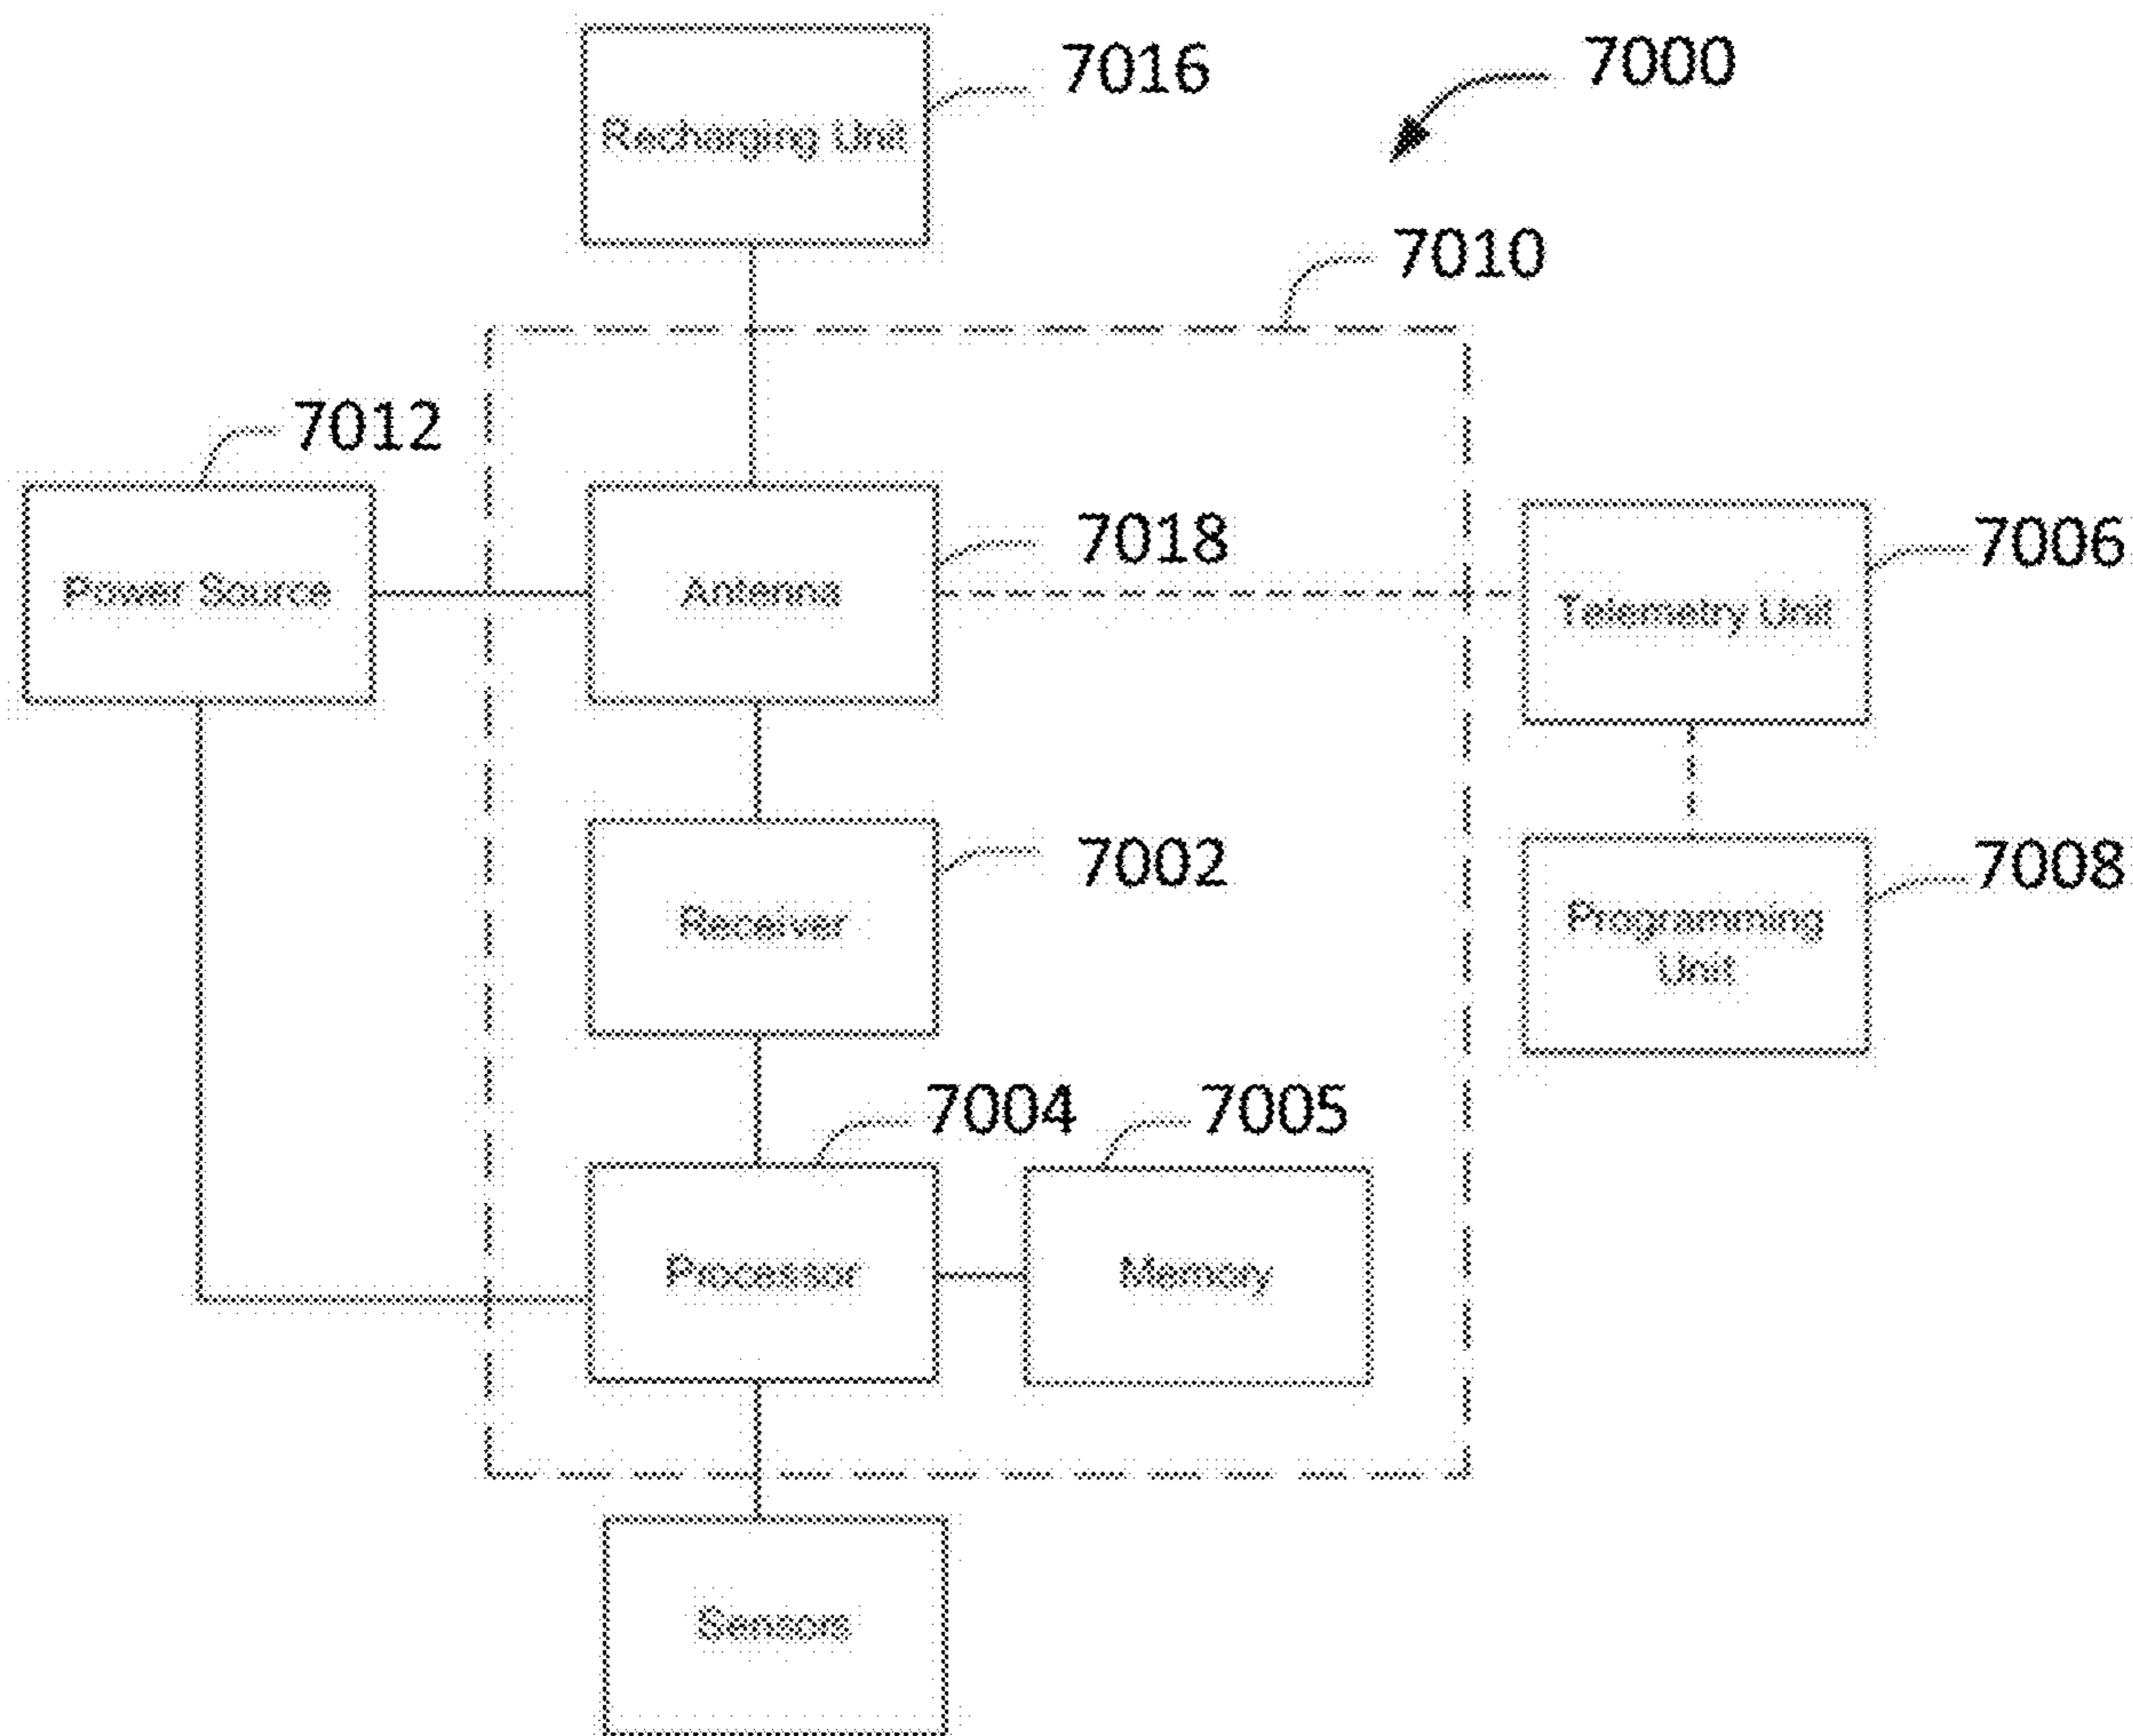 7016
7000
Recharging Unit
7010
7012
7018
7006
Power Source
Antenna
Telemetry Unit
7002
7008
Receiver
Programming
Unit
7004
7005
Processor
Memory
Sensors